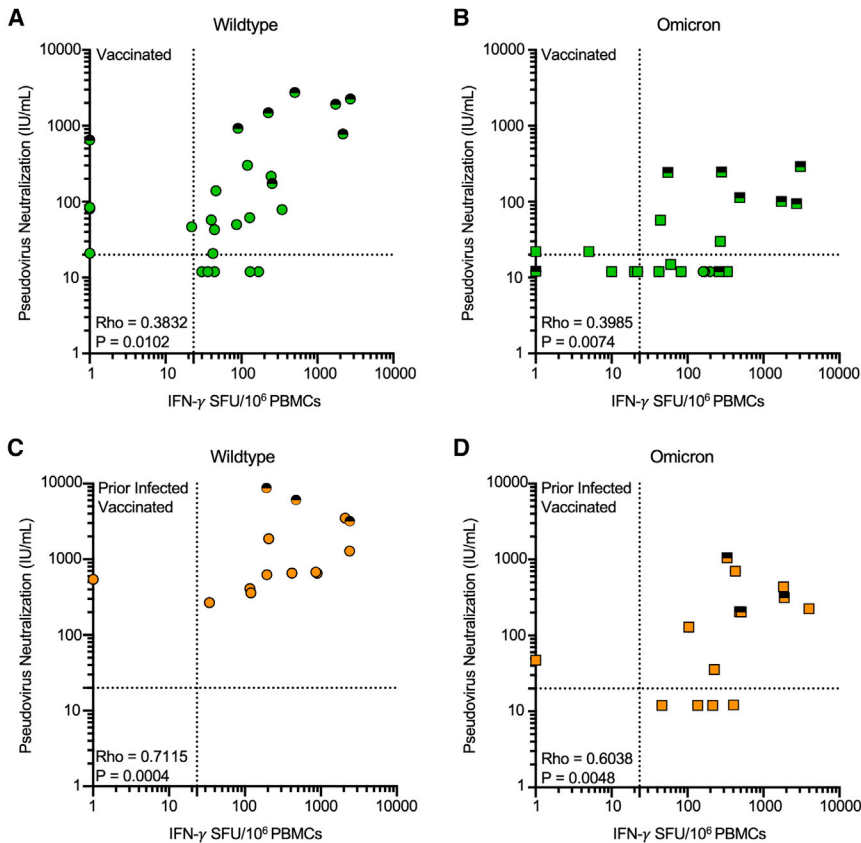 A
Wildtype
Vaccinated
Pseudovirus Neutralization (IU/mL)
10000
1000
100
10
1
Rho = 0.3832
P = 0.0102
1 10 100 1000 10000
IFN-γ SFU/10⁶ PBMCs
B
Omicron
Vaccinated
Pseudovirus Neutralization (IU/mL)
10000
1000
100
10
1
Rho = 0.3985
P = 0.0074
1 10 100 1000 10000
IFN-γ SFU/10⁶ PBMCs
C
Wildtype
Prior Infected
Vaccinated
Pseudovirus Neutralization (IU/mL)
10000
1000
100
10
1
Rho = 0.7115
P = 0.0004
1 10 100 1000 10000
IFN-γ SFU/10⁶ PBMCs
D
Omicron
Prior Infected
Vaccinated
Pseudovirus Neutralization (IU/mL)
10000
1000
100
10
1
Rho = 0.6038
P = 0.0048
1 10 100 1000 10000
IFN-γ SFU/10⁶ PBMCs